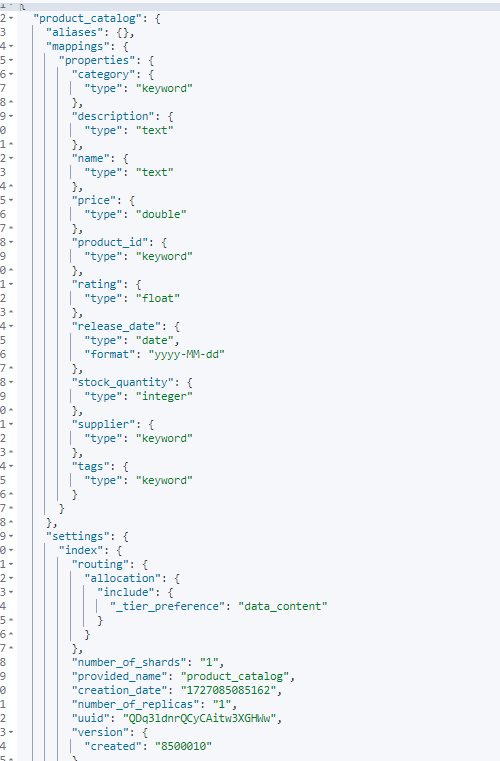 1 {
2 "product_catalog": {
3 "aliases": {},
4 "mappings": {
5 "properties": {
6 "category": {
7 "type": "keyword"
8 },
9 "description": {
0 "type": "text"
1 },
2 "name": {
3 "type": "text"
4 },
5 "price": {
6 "type": "double"
7 },
8 "product_id": {
9 "type": "keyword"
0 },
1 "rating": {
2 "type": "float"
3 },
4 "release_date": {
5 "type": "date",
6 "format": "yyyy-MM-dd"
7 },
8 "stock_quantity": {
9 "type": "integer"
0 },
1 "supplier": {
2 "type": "keyword"
3 },
4 "tags": {
5 "type": "keyword"
6 }
7 }
8 },
9 "settings": {
0 "index": {
1 "routing": {
2 "allocation": {
3 "include": {
4 "_tier_preference": "data_content"
5 }
6 }
7 },
8 "number_of_shards": "1",
9 "provided_name": "product_catalog",
0 "creation_date": "1727085085162",
1 "number_of_replicas": "1",
2 "uuid": "QDq3ldnrQCyCAitw3XGHWw",
3 "version": {
4 "created": "8500010"
5 }